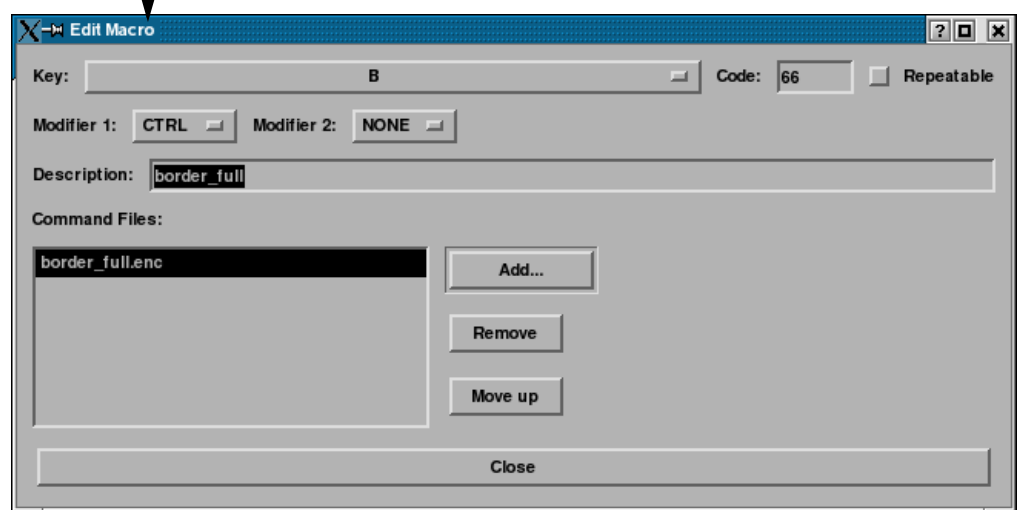 Edit Macro ?
Key: B Code: 66 Repeatable
Modifier 1: CTRL Modifier 2: NONE
Description: border_full
Command Files:
border_full.enc
Add...
Remove
Move up
Close